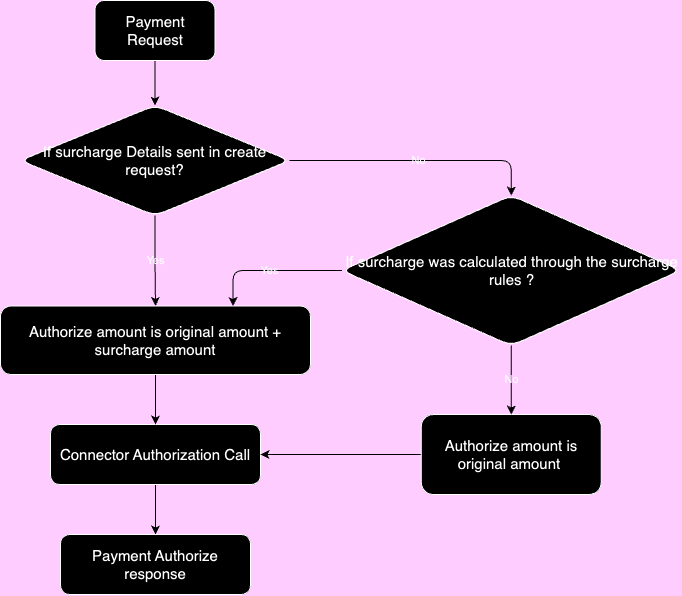 Payment
Request
If surcharge Details sent in create
request?
No
Yes
If surcharge was calculated through the surcharge
rules ?
Yes
Authorize amount is original amount +
surcharge amount
No
Connector Authorization Call
Authorize amount is
original amount
Payment Authorize
response